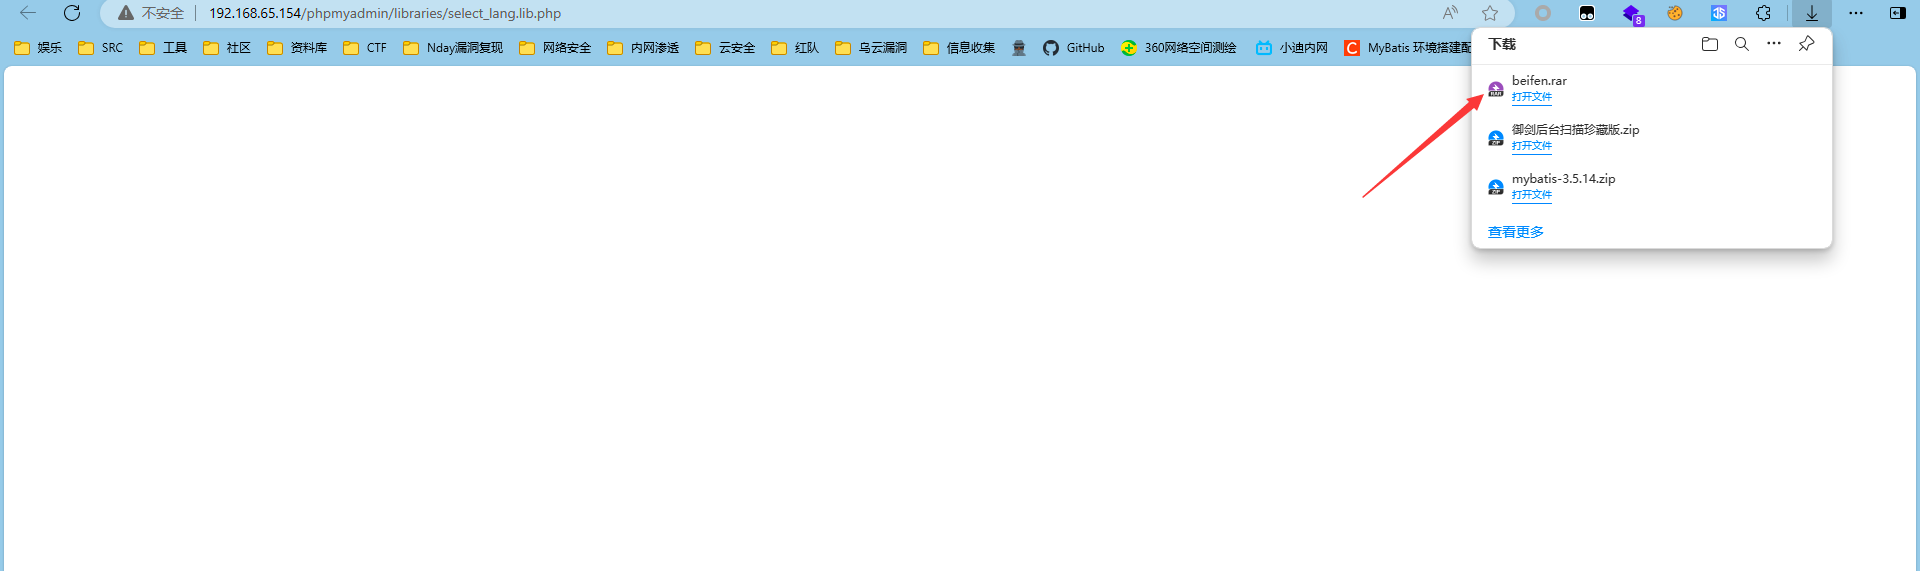 不安全 192.168.65.154/phpmyadmin/libraries/select_lang.lib.php
8
娱乐 SRC 工具 社区 资料库 CTF Nday漏洞复现 网络安全 内网渗透 云安全 红队 乌云漏洞 信息收集 GitHub 360网络空间测绘 小迪内网 MyBatis 环境搭建配
下载
beifen.rar
打开文件
御剑后台扫描珍藏版.zip
打开文件
mybatis-3.5.14.zip
打开文件
查看更多